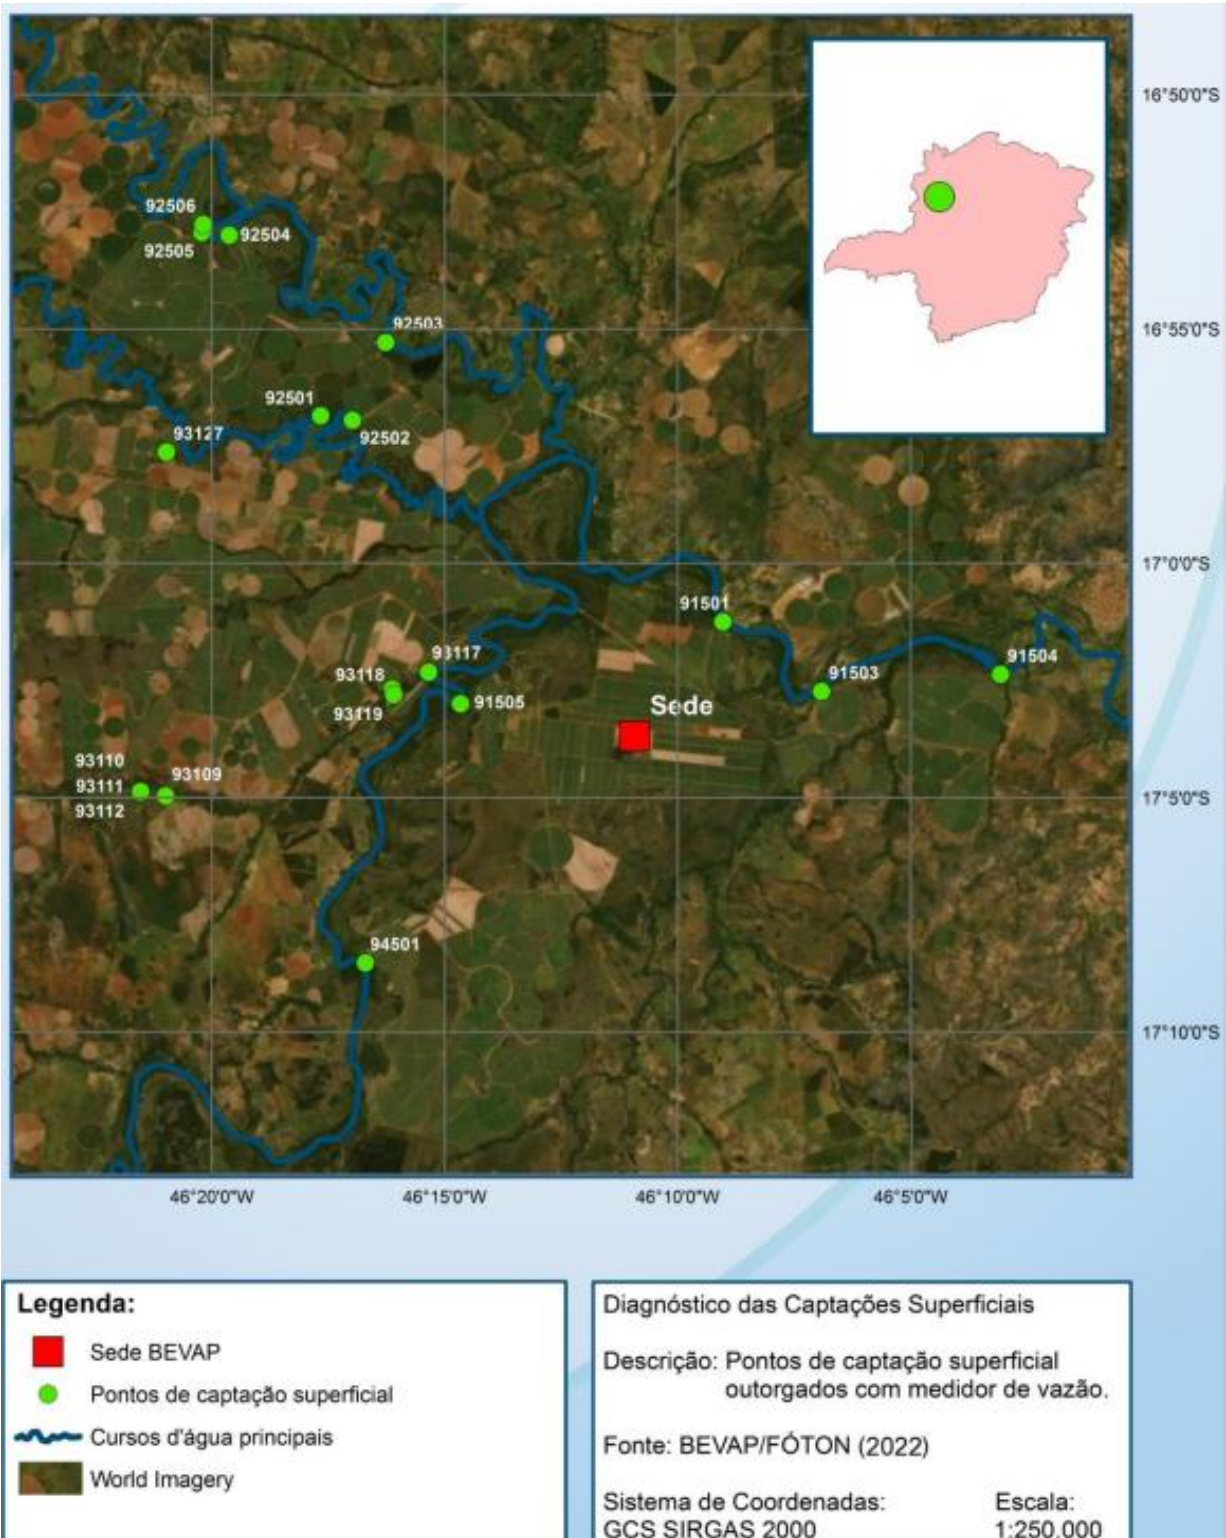 16°50'0"S
92506
92504
92505
92503
16°55'0"S
92501
92502
93127
17°0'0"S
91501
93117
91504
93118
91503
93119
91505
Sede
93110
93109
93111
93112
17°5'0"S
94501
17°10'0"S
46°20'0"W
46°15'0"W
46°10'0"W
46°5'0"W
Legenda:
Sede BEVAP
Pontos de captação superficial
Cursos d'água principais
World Imagery
Diagnóstico das Captações Superficiais
Descrição: Pontos de captação superficial
outorgados com medidor de vazão.
Fonte: BEVAP/FÓTON (2022)
Sistema de Coordenadas:
GCS SIRGAS 2000
Escala:
1:250.000